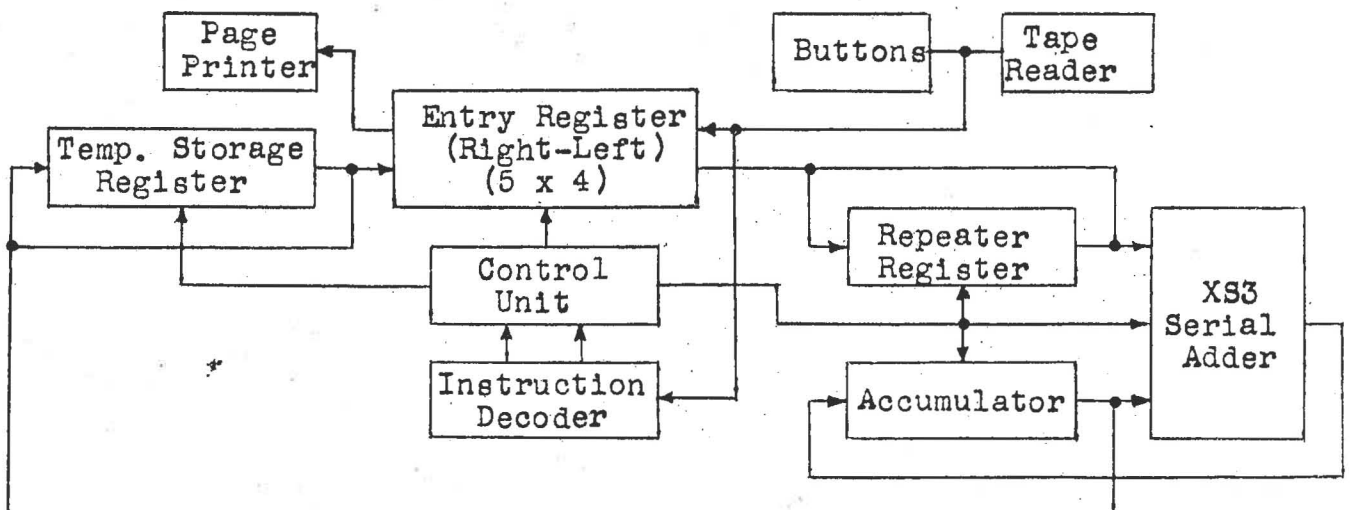 Page
Printer
Buttons
Tape
Reader
Entry Register
(Right-Left)
(5 x 4)
Temp. Storage
Register
Repeater
Register
Control
Unit
XS3
Serial
Adder
Instruction
Decoder
Accumulator